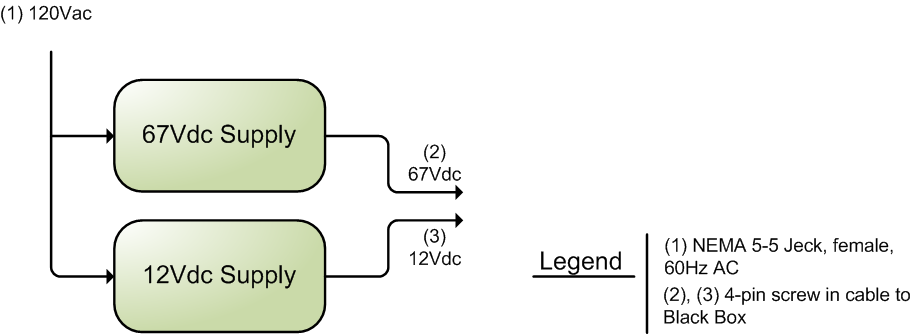 (1) 120Vac
67Vdc Supply
(2)
67Vdc
(3)
12Vdc
12Vdc Supply
Legend
(1) NEMA 5-5 Jeck, female,
60Hz AC
(2), (3) 4-pin screw in cable to
Black Box